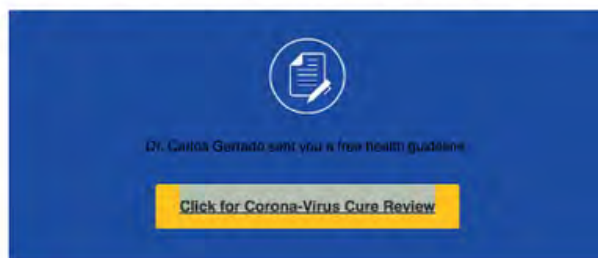 Dr. Carlos Gerrado sent you a free health guideline
Click for Corona-Virus Cure Review